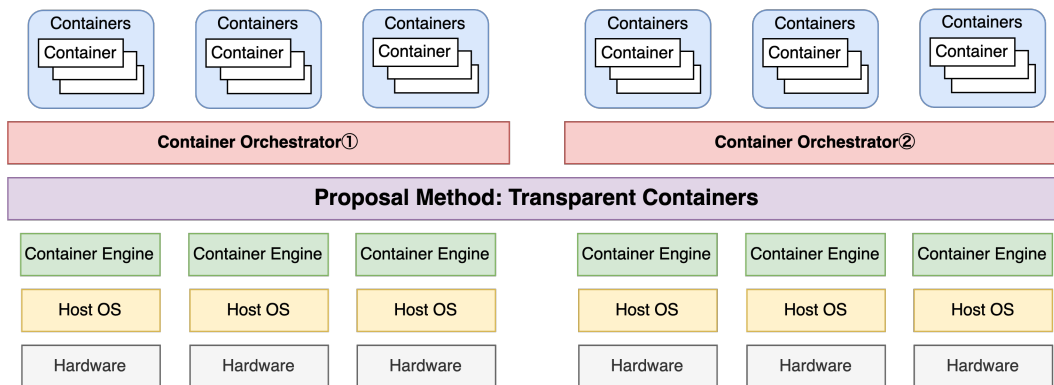 Containers
Container
Containers
Container
Containers
Container
Containers
Container
Containers
Container
Containers
Container
Container Orchestrator①
Container Orchestrator②
Proposal Method: Transparent Containers
Container Engine
Container Engine
Container Engine
Container Engine
Container Engine
Container Engine
Host OS
Host OS
Host OS
Host OS
Host OS
Host OS
Hardware
Hardware
Hardware
Hardware
Hardware
Hardware